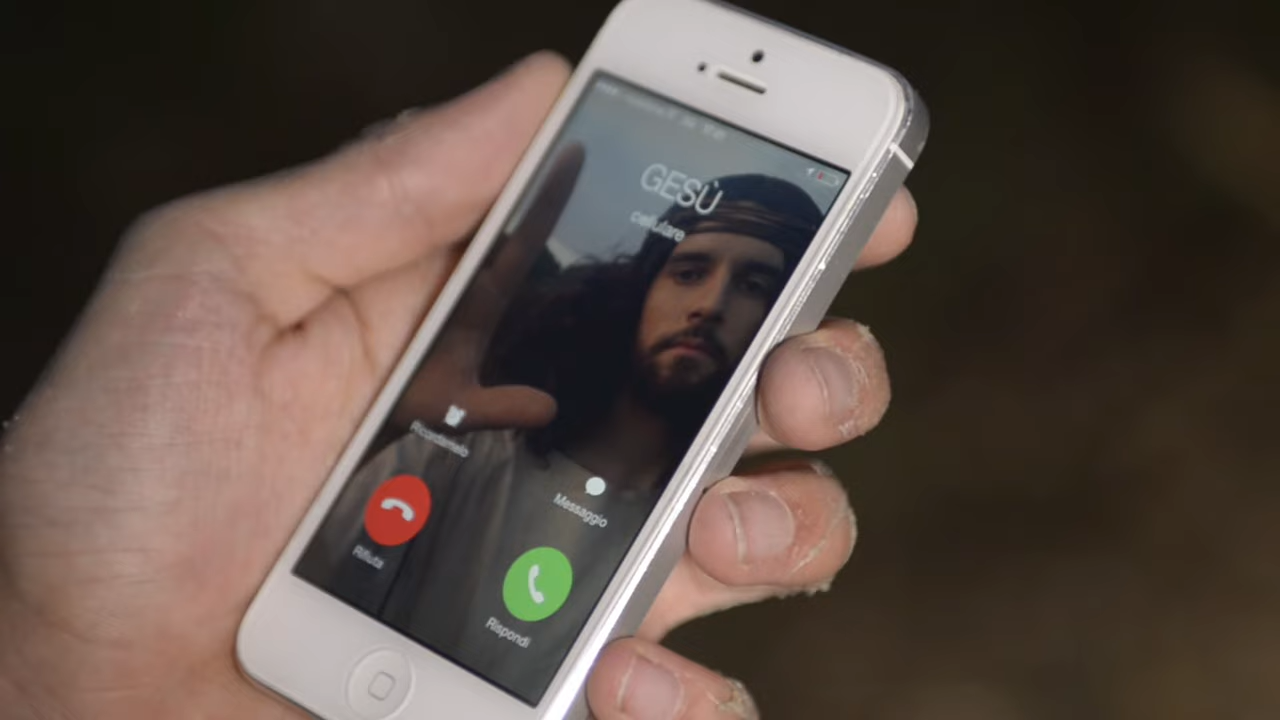 GESÙ
cellulare
Ricordamelo
Messaggio
Rifiuta
Rispondi